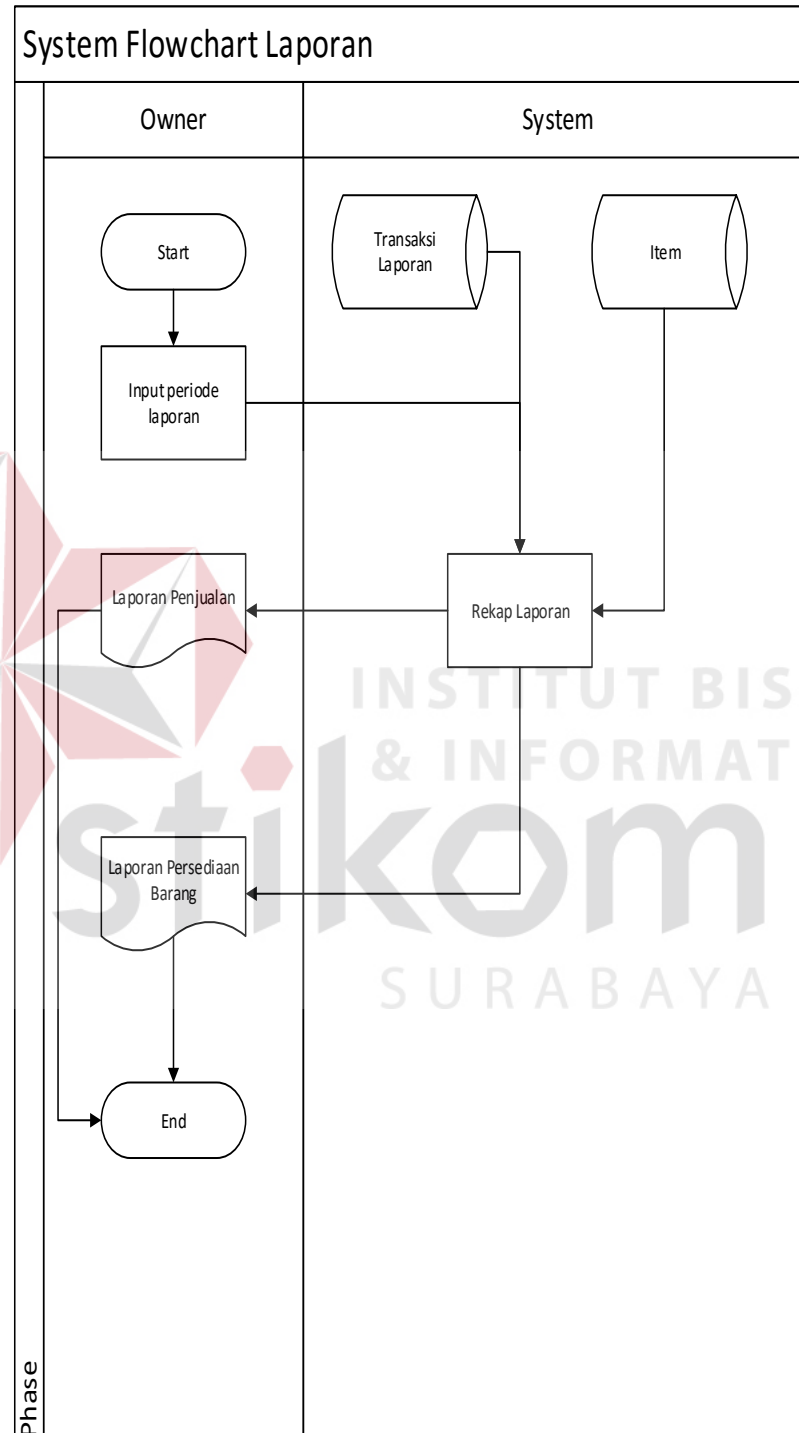 System Flowchart Laporan
Owner
System
Start
Transaksi
Laporan
Item
Input periode
laporan
Laporan Penjualan
Rekap Laporan
INSTITUT BIS
& INFORMAT
stikom
SURABAYA
Laporan Persediaan
Barang
End
Phase